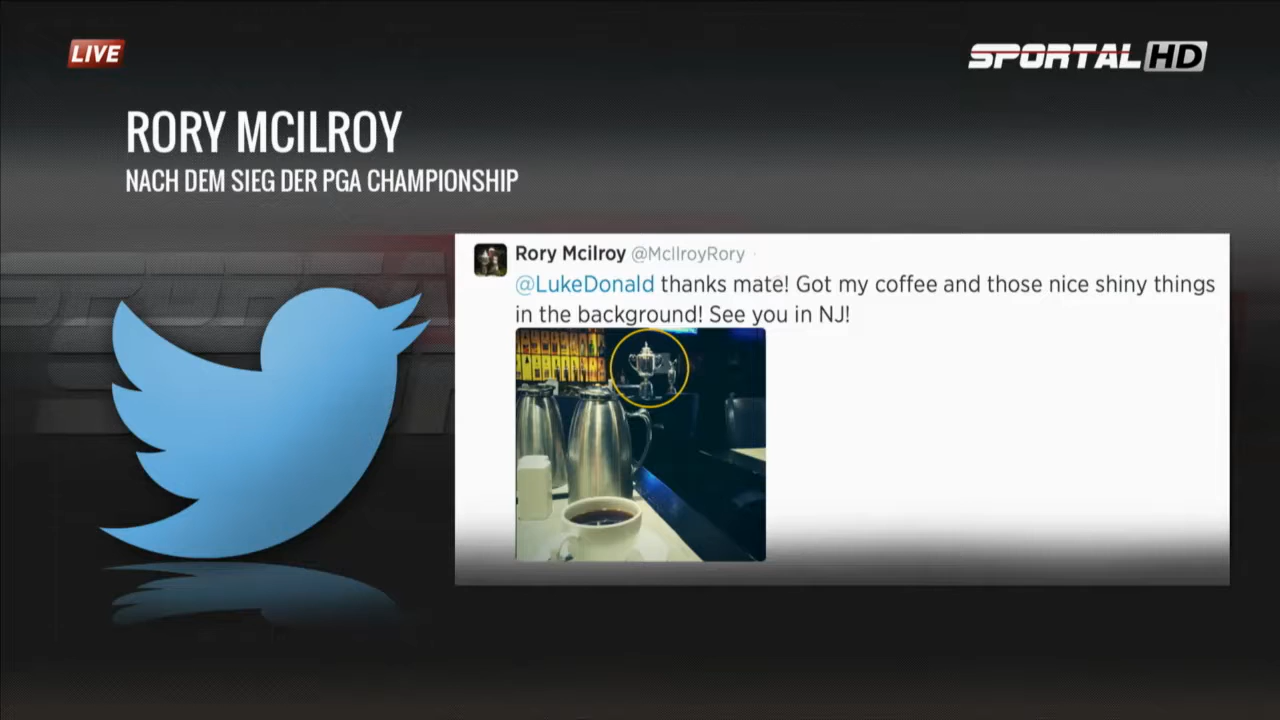 LIVE
SPORTAL HD
RORY MCILROY
NACH DEM SIEG DER PGA CHAMPIONSHIP
Rory Mcilroy @McIlroyRory ·
@LukeDonald thanks mate! Got my coffee and those nice shiny things
in the background! See you in NJ!